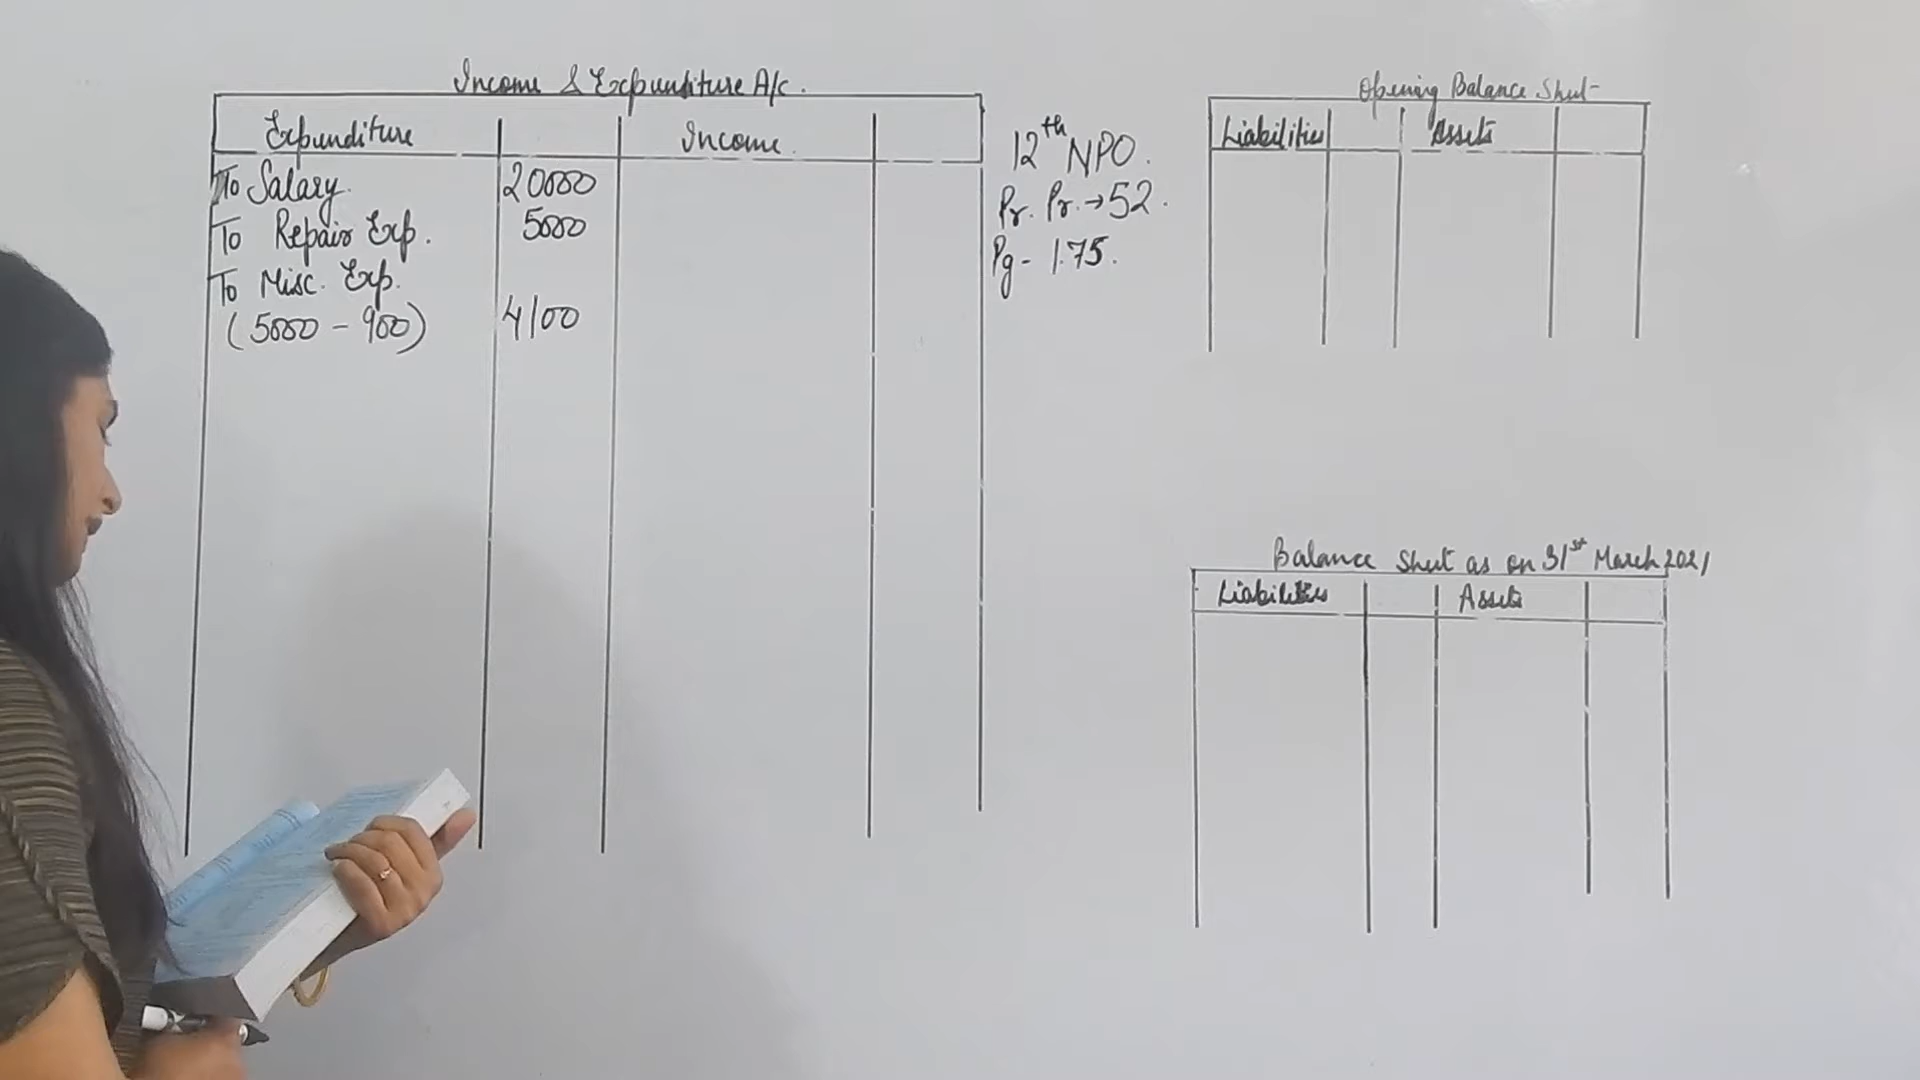 Income & Expenditure A/c.
Expenditure Income.
To Salary. 20000
To Repair Exp. 5000
To Misc. Exp.
(5000 - 900) 4100
12th NPO.
Pr. Pr. → 52.
Pg - 1.75.
Opening Balance Sheet
Liabilities Assets
Balance Sheet as on 31st March 2021
Liabilities Assets